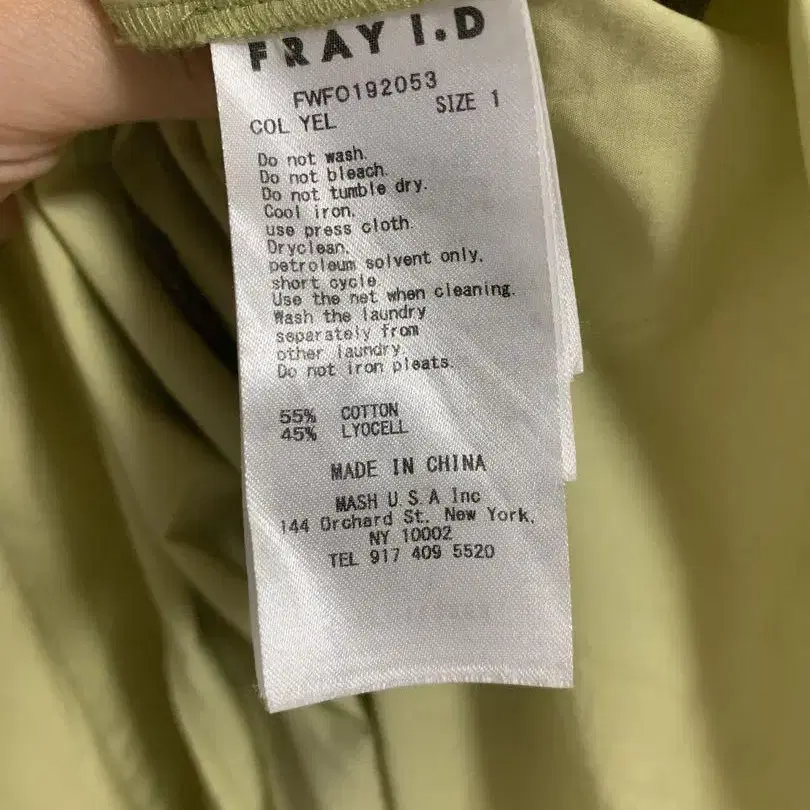 FRAY I.D
FWFO192053
COL YEL SIZE 1
Do not wash.
Do not bleach.
Do not tumble dry.
Cool iron.
use press cloth.
Dryclean.
petroleum solvent only.
short cycle.
Use the net when cleaning.
Wash the laundry
separately from
other laundry.
Do not iron pleats.
55% COTTON
45% LYOCELL
MADE IN CHINA
MASH U.S.A Inc
144 Orchard St. New York,
NY 10002
TEL 917 409 5520